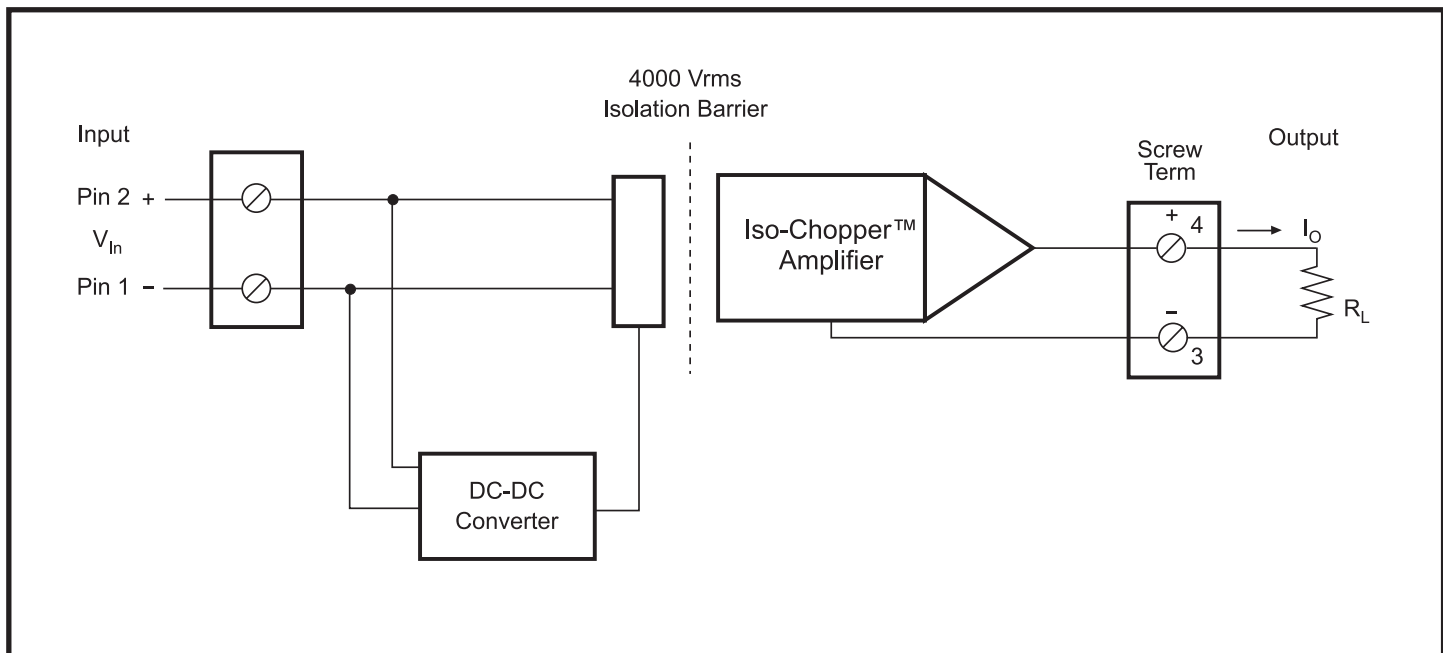 4000 Vrms
Isolation Barrier
Input
Output
Screw
Term
Pin 2 +
V_In
Pin 1 −
Iso-Chopper™
Amplifier
+
4
I_O
−
3
R_L
DC-DC
Converter